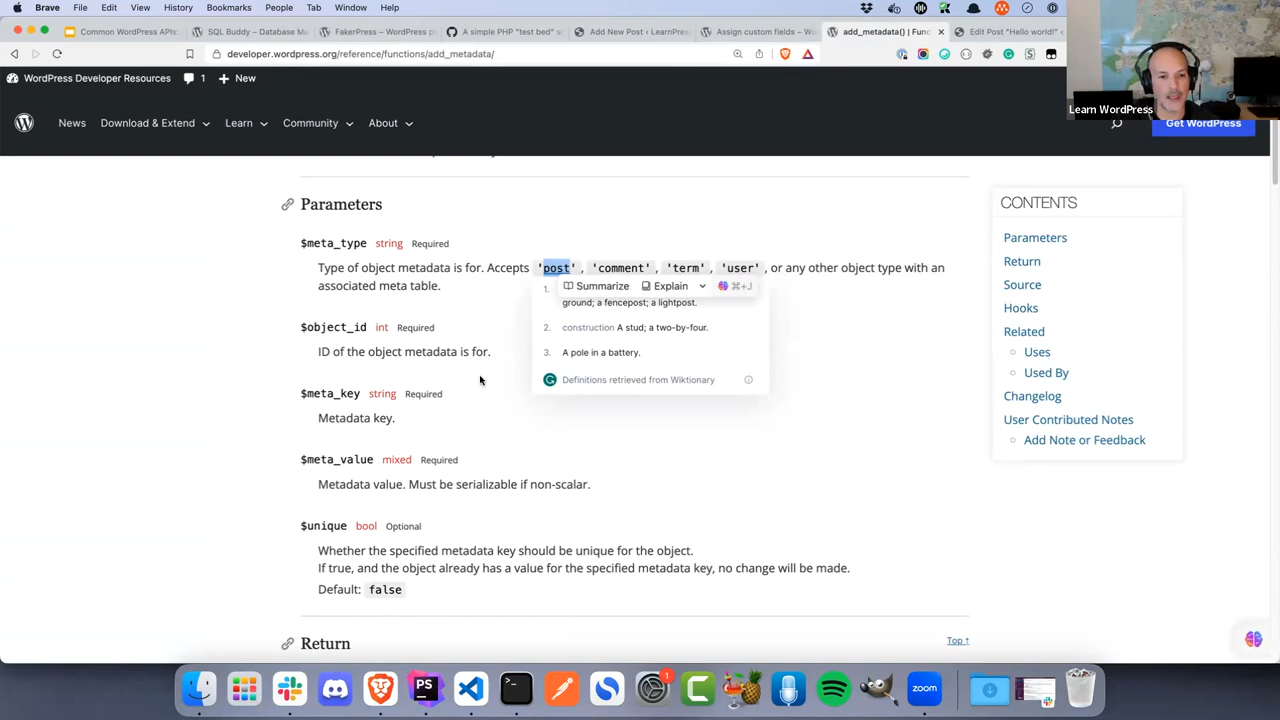 Brave File Edit View History Bookmarks People Tab Window Help
Common WordPress APIs: SQL Buddy – Database Ma FakerPress – WordPress p A simple PHP "test bed" s Add New Post ‹ LearnPress Assign custom fields – Wo add_metadata() | Func Edit Post "Hello world!"
developer.wordpress.org/reference/functions/add_metadata/
WordPress Developer Resources 1 New
Learn WordPress
News Download & Extend Learn Community About Get WordPress
Parameters
$meta_type string Required
Type of object metadata is for. Accepts 'post', 'comment', 'term', 'user', or any other object type with an
associated meta table.
1. Summarize Explain ⌘+J
ground; a fencepost; a lightpost.
2. construction A stud; a two-by-four.
3. A pole in a battery.
Definitions retrieved from Wiktionary
$object_id int Required
ID of the object metadata is for.
$meta_key string Required
Metadata key.
$meta_value mixed Required
Metadata value. Must be serializable if non-scalar.
$unique bool Optional
Whether the specified metadata key should be unique for the object.
If true, and the object already has a value for the specified metadata key, no change will be made.
Default: false
Return
Top ↑
CONTENTS
Parameters
Return
Source
Hooks
Related
Uses
Used By
Changelog
User Contributed Notes
Add Note or Feedback
PS
1
zoom